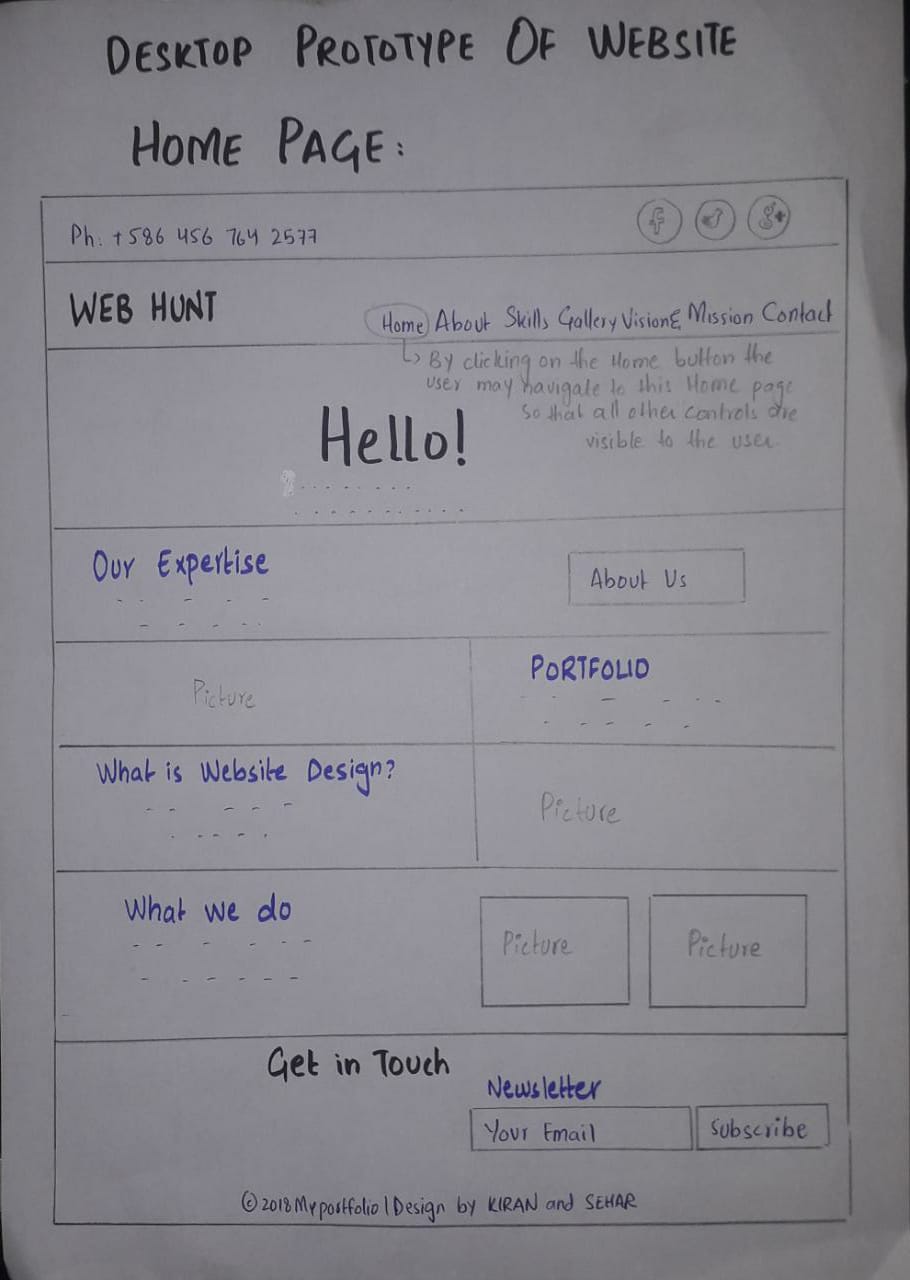 DESKTOP PROTOTYPE OF WEBSITE
HOME PAGE:
Ph: +586 456 764 2577
f g+
WEB HUNT
Home About Skills Gallery Vision& Mission Contact
By clicking on the Home button the
user may navigate to this Home page
so that all other controls are
visible to the user.
Hello!
Our Expertise
About Us
Picture
PORTFOLIO
What is Website Design?
Picture
What we do
Picture Picture
Get in Touch
Newsletter
Your Email Subscribe
© 2018 My postfolio | Design by KIRAN and SEHAR